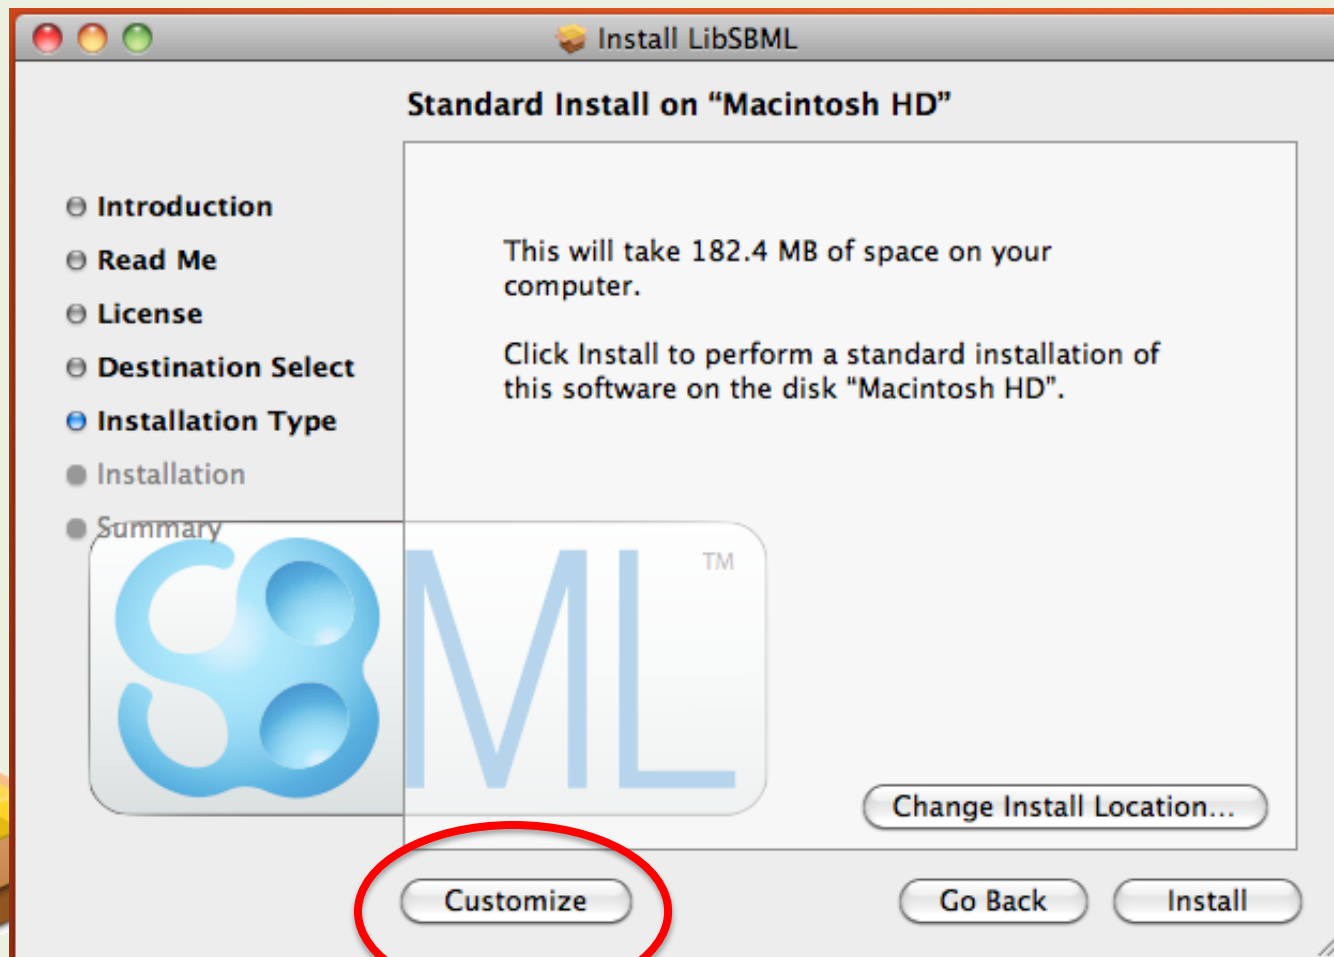 Install LibSBML
Standard Install on “Macintosh HD”
Introduction
Read Me
License
Destination Select
Installation Type
Installation
Summary
This will take 182.4 MB of space on your
computer.
Click Install to perform a standard installation of
this software on the disk “Macintosh HD”.
SBML
TM
Change Install Location...
Customize
Go Back
Install